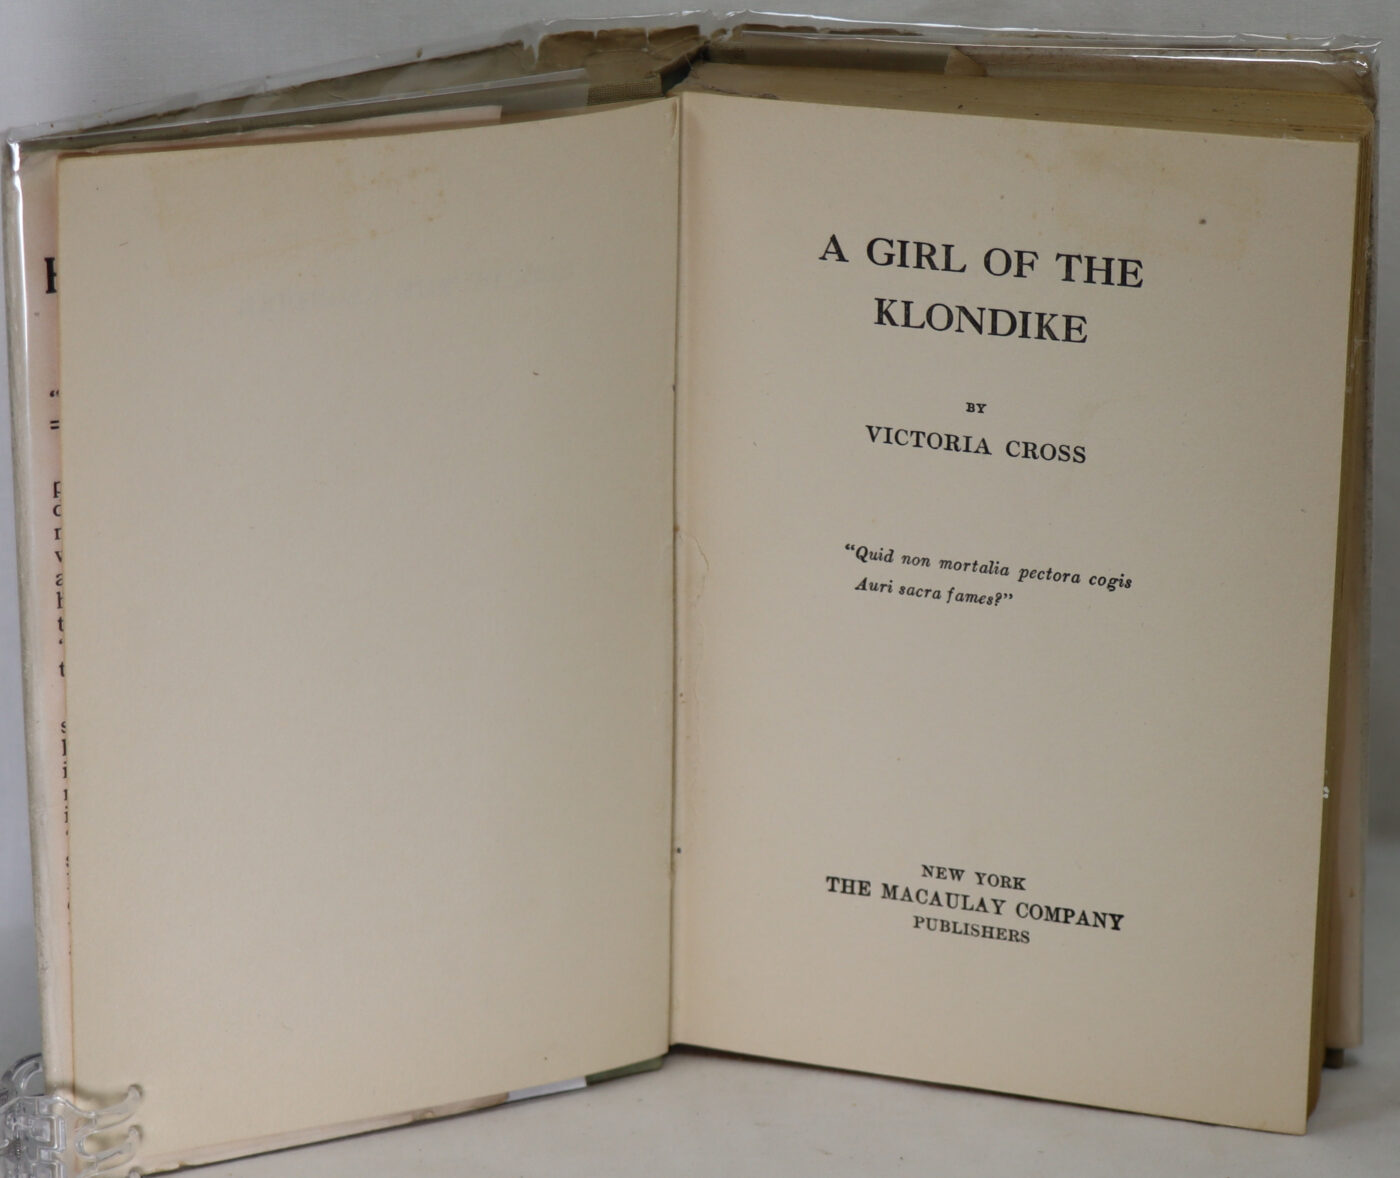 A GIRL OF THE
KLONDIKE
BY
VICTORIA CROSS
"Quid non mortalia pectora cogis
Auri sacra fames?"
NEW YORK
THE MACAULAY COMPANY
PUBLISHERS